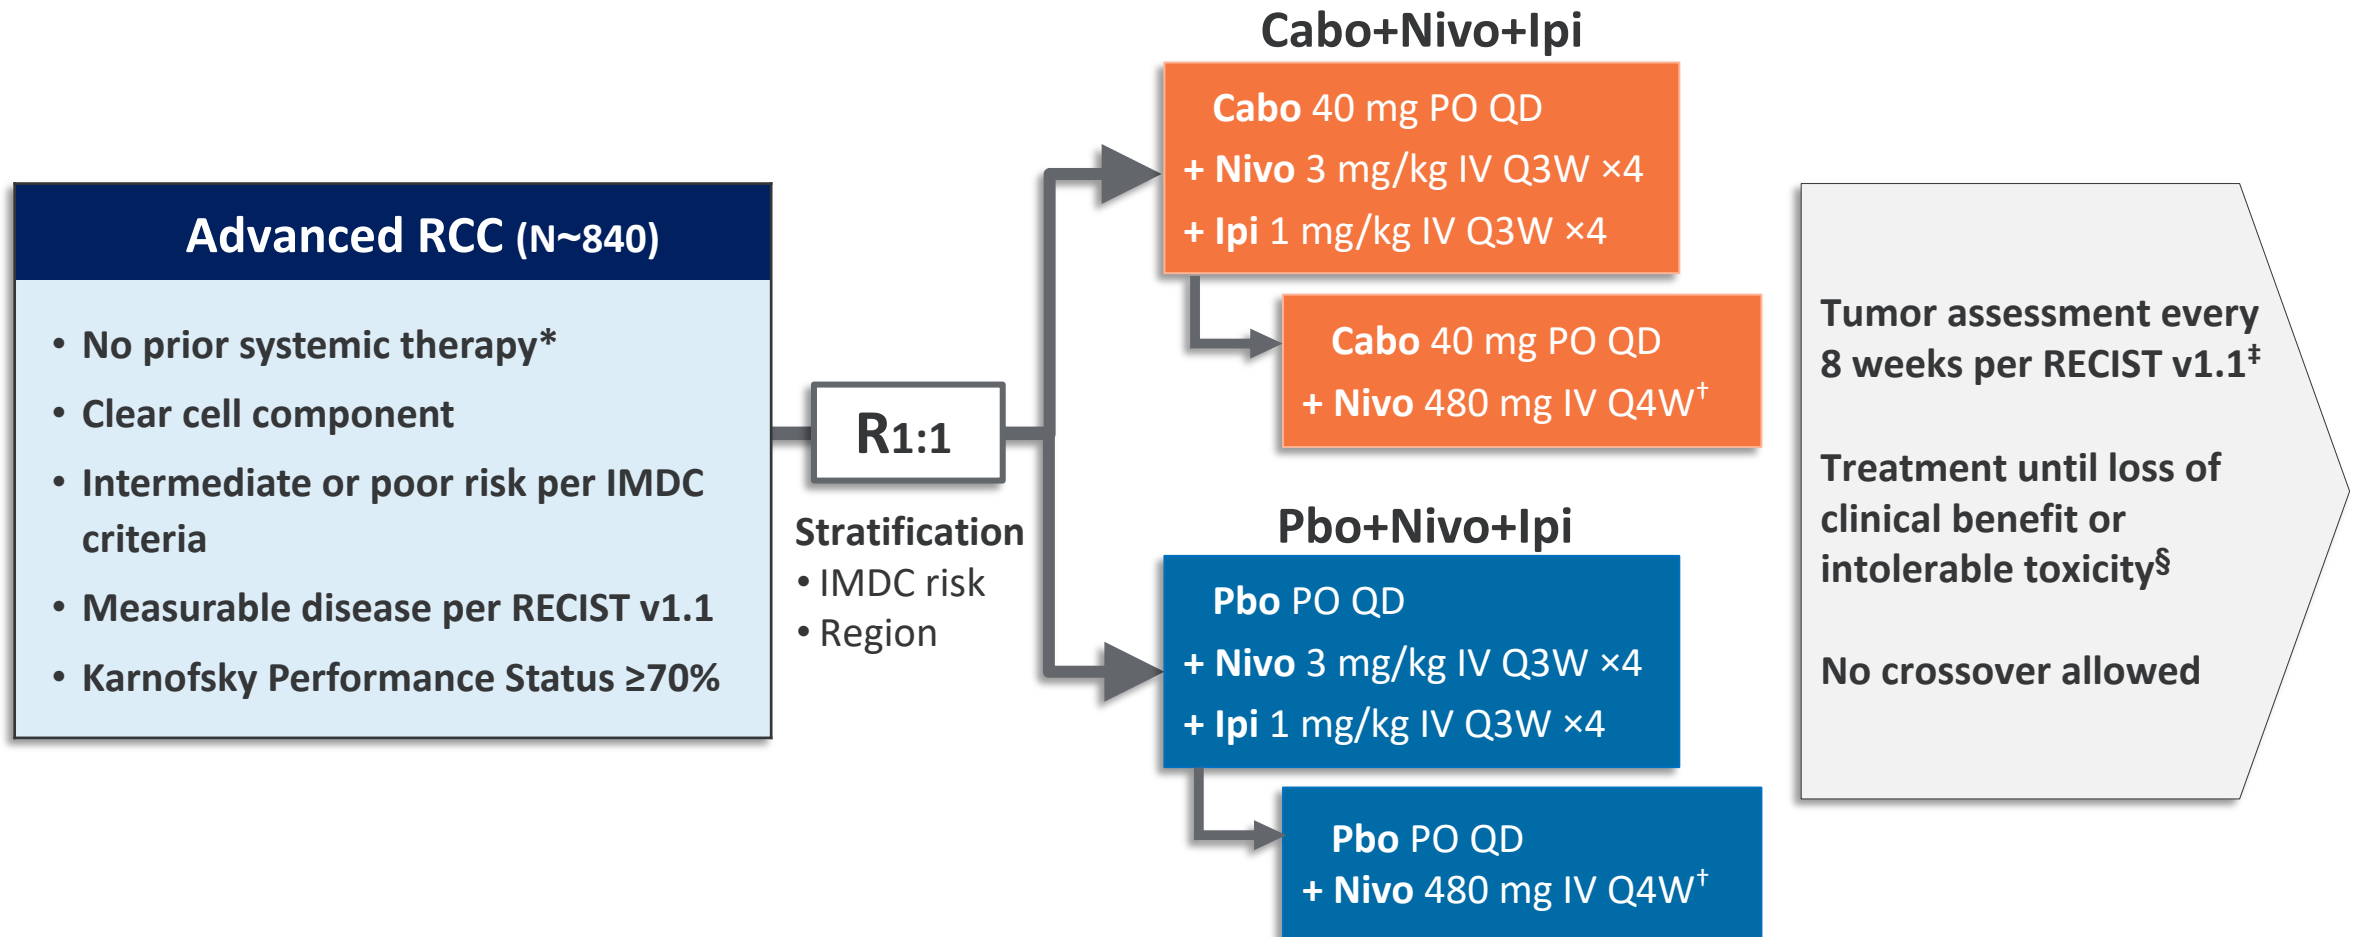 Advanced RCC (N~840)
• No prior systemic therapy*
• Clear cell component
• Intermediate or poor risk per IMDC
criteria
• Measurable disease per RECIST v1.1
• Karnofsky Performance Status ≥70%
R1:1
Stratification
• IMDC risk
• Region
Cabo+Nivo+Ipi
Cabo 40 mg PO QD
+ Nivo 3 mg/kg IV Q3W ×4
+ Ipi 1 mg/kg IV Q3W ×4
Cabo 40 mg PO QD
+ Nivo 480 mg IV Q4W†
Pbo+Nivo+Ipi
Pbo PO QD
+ Nivo 3 mg/kg IV Q3W ×4
+ Ipi 1 mg/kg IV Q3W ×4
Pbo PO QD
+ Nivo 480 mg IV Q4W†
Tumor assessment every
8 weeks per RECIST v1.1‡
Treatment until loss of
clinical benefit or
intolerable toxicity§
No crossover allowed